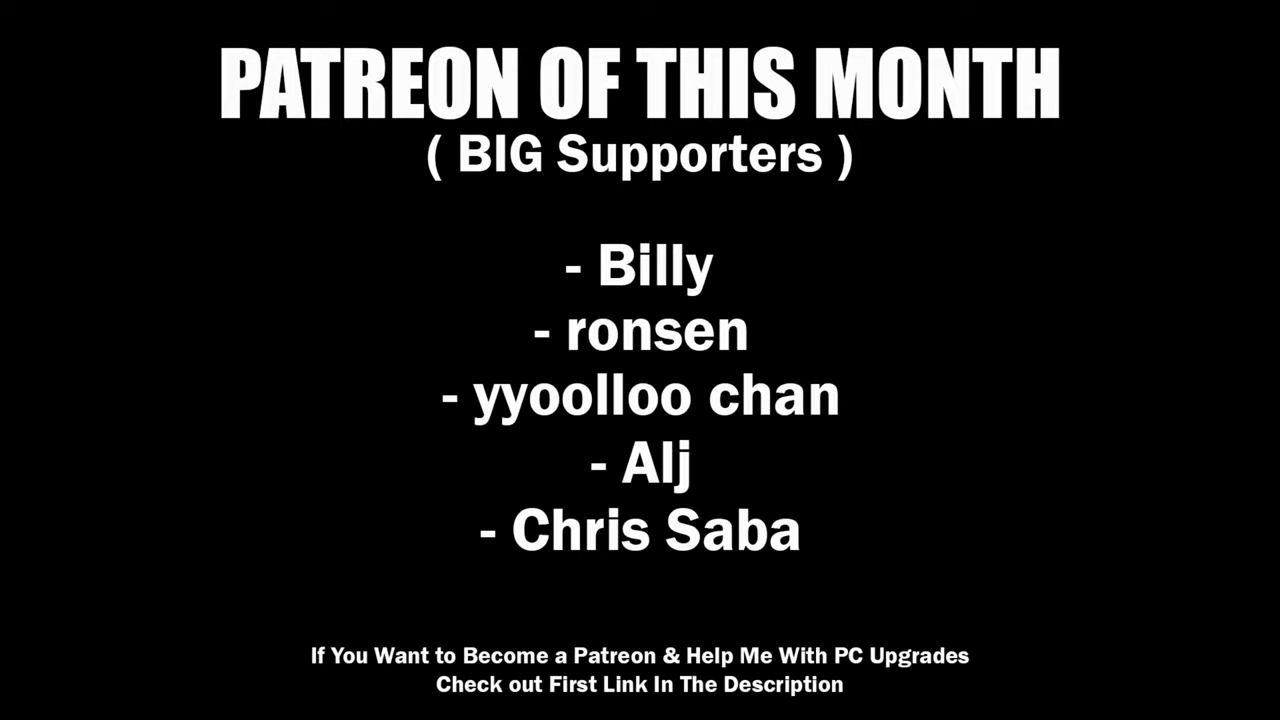 PATREON OF THIS MONTH
( BIG Supporters )
- Billy
- ronsen
- yyoolloo chan
- Alj
- Chris Saba
If You Want to Become a Patreon & Help Me With PC Upgrades
Check out First Link In The Description